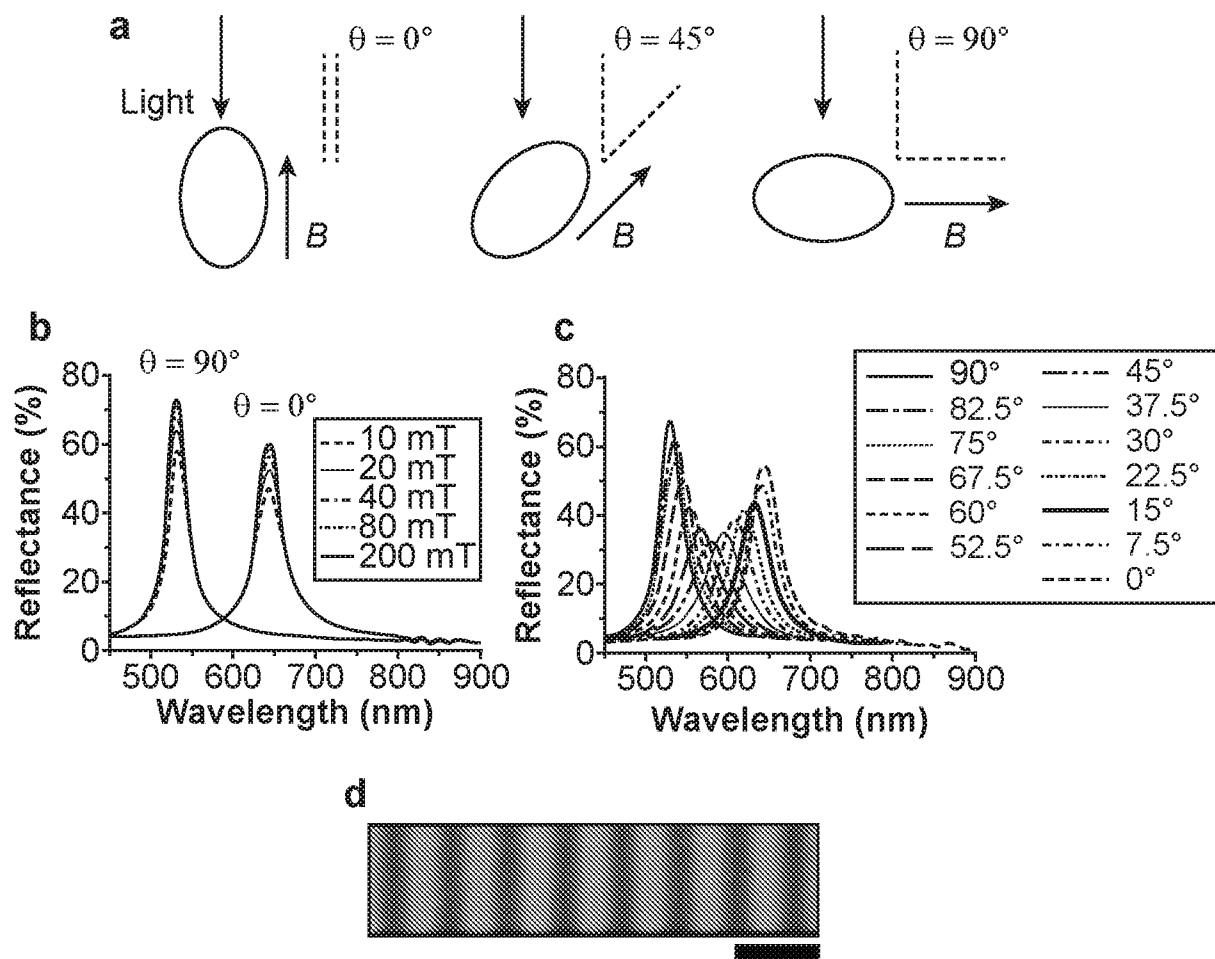 a
θ = 0°
θ = 45°
θ = 90°
Light
B
B
B
b
θ = 90°
θ = 0°
Reflectance (%)
80
60
40
20
0
500 600 700 800 900
Wavelength (nm)
10 mT
20 mT
40 mT
80 mT
200 mT
c
Reflectance (%)
80
60
40
20
0
500 600 700 800 900
Wavelength (nm)
90°
82.5°
75°
67.5°
60°
52.5°
45°
37.5°
30°
22.5°
15°
7.5°
0°
d